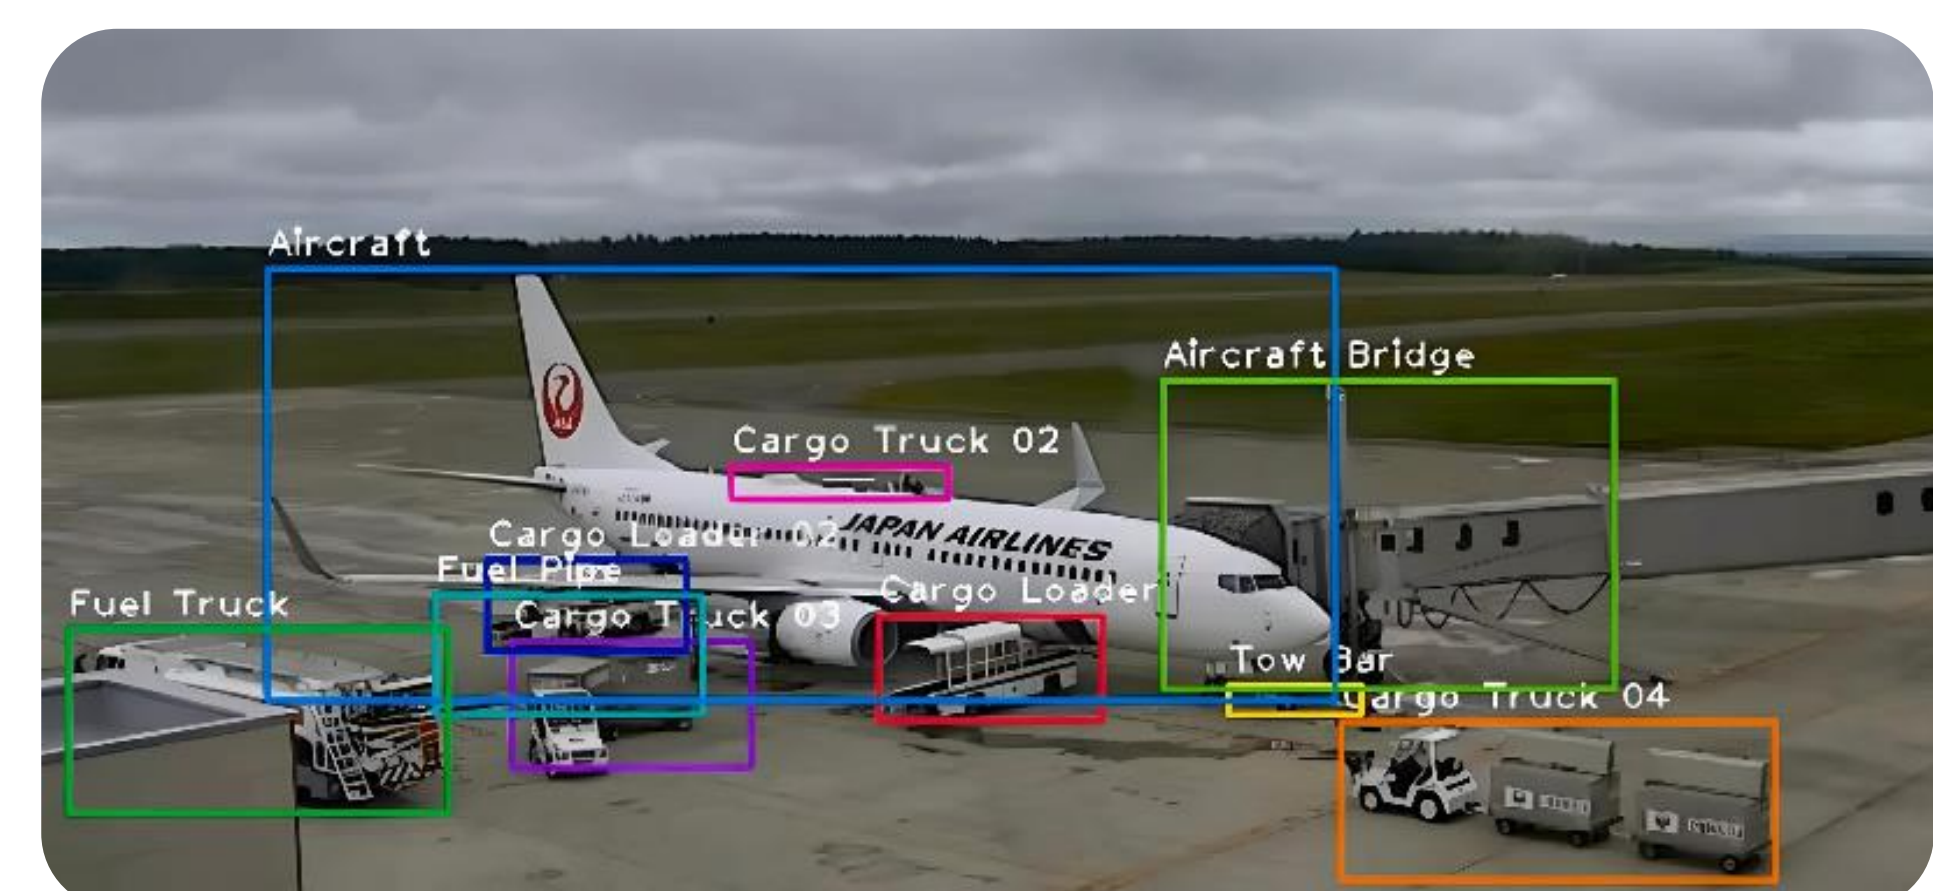 Aircraft
Aircraft Bridge
Cargo Truck 02
JAPAN AIRLINES
Cargo Loader 02
Fuel Pipe
Cargo Loader
Fuel Truck
Cargo Truck 03
Tow Bar
Cargo Truck 04